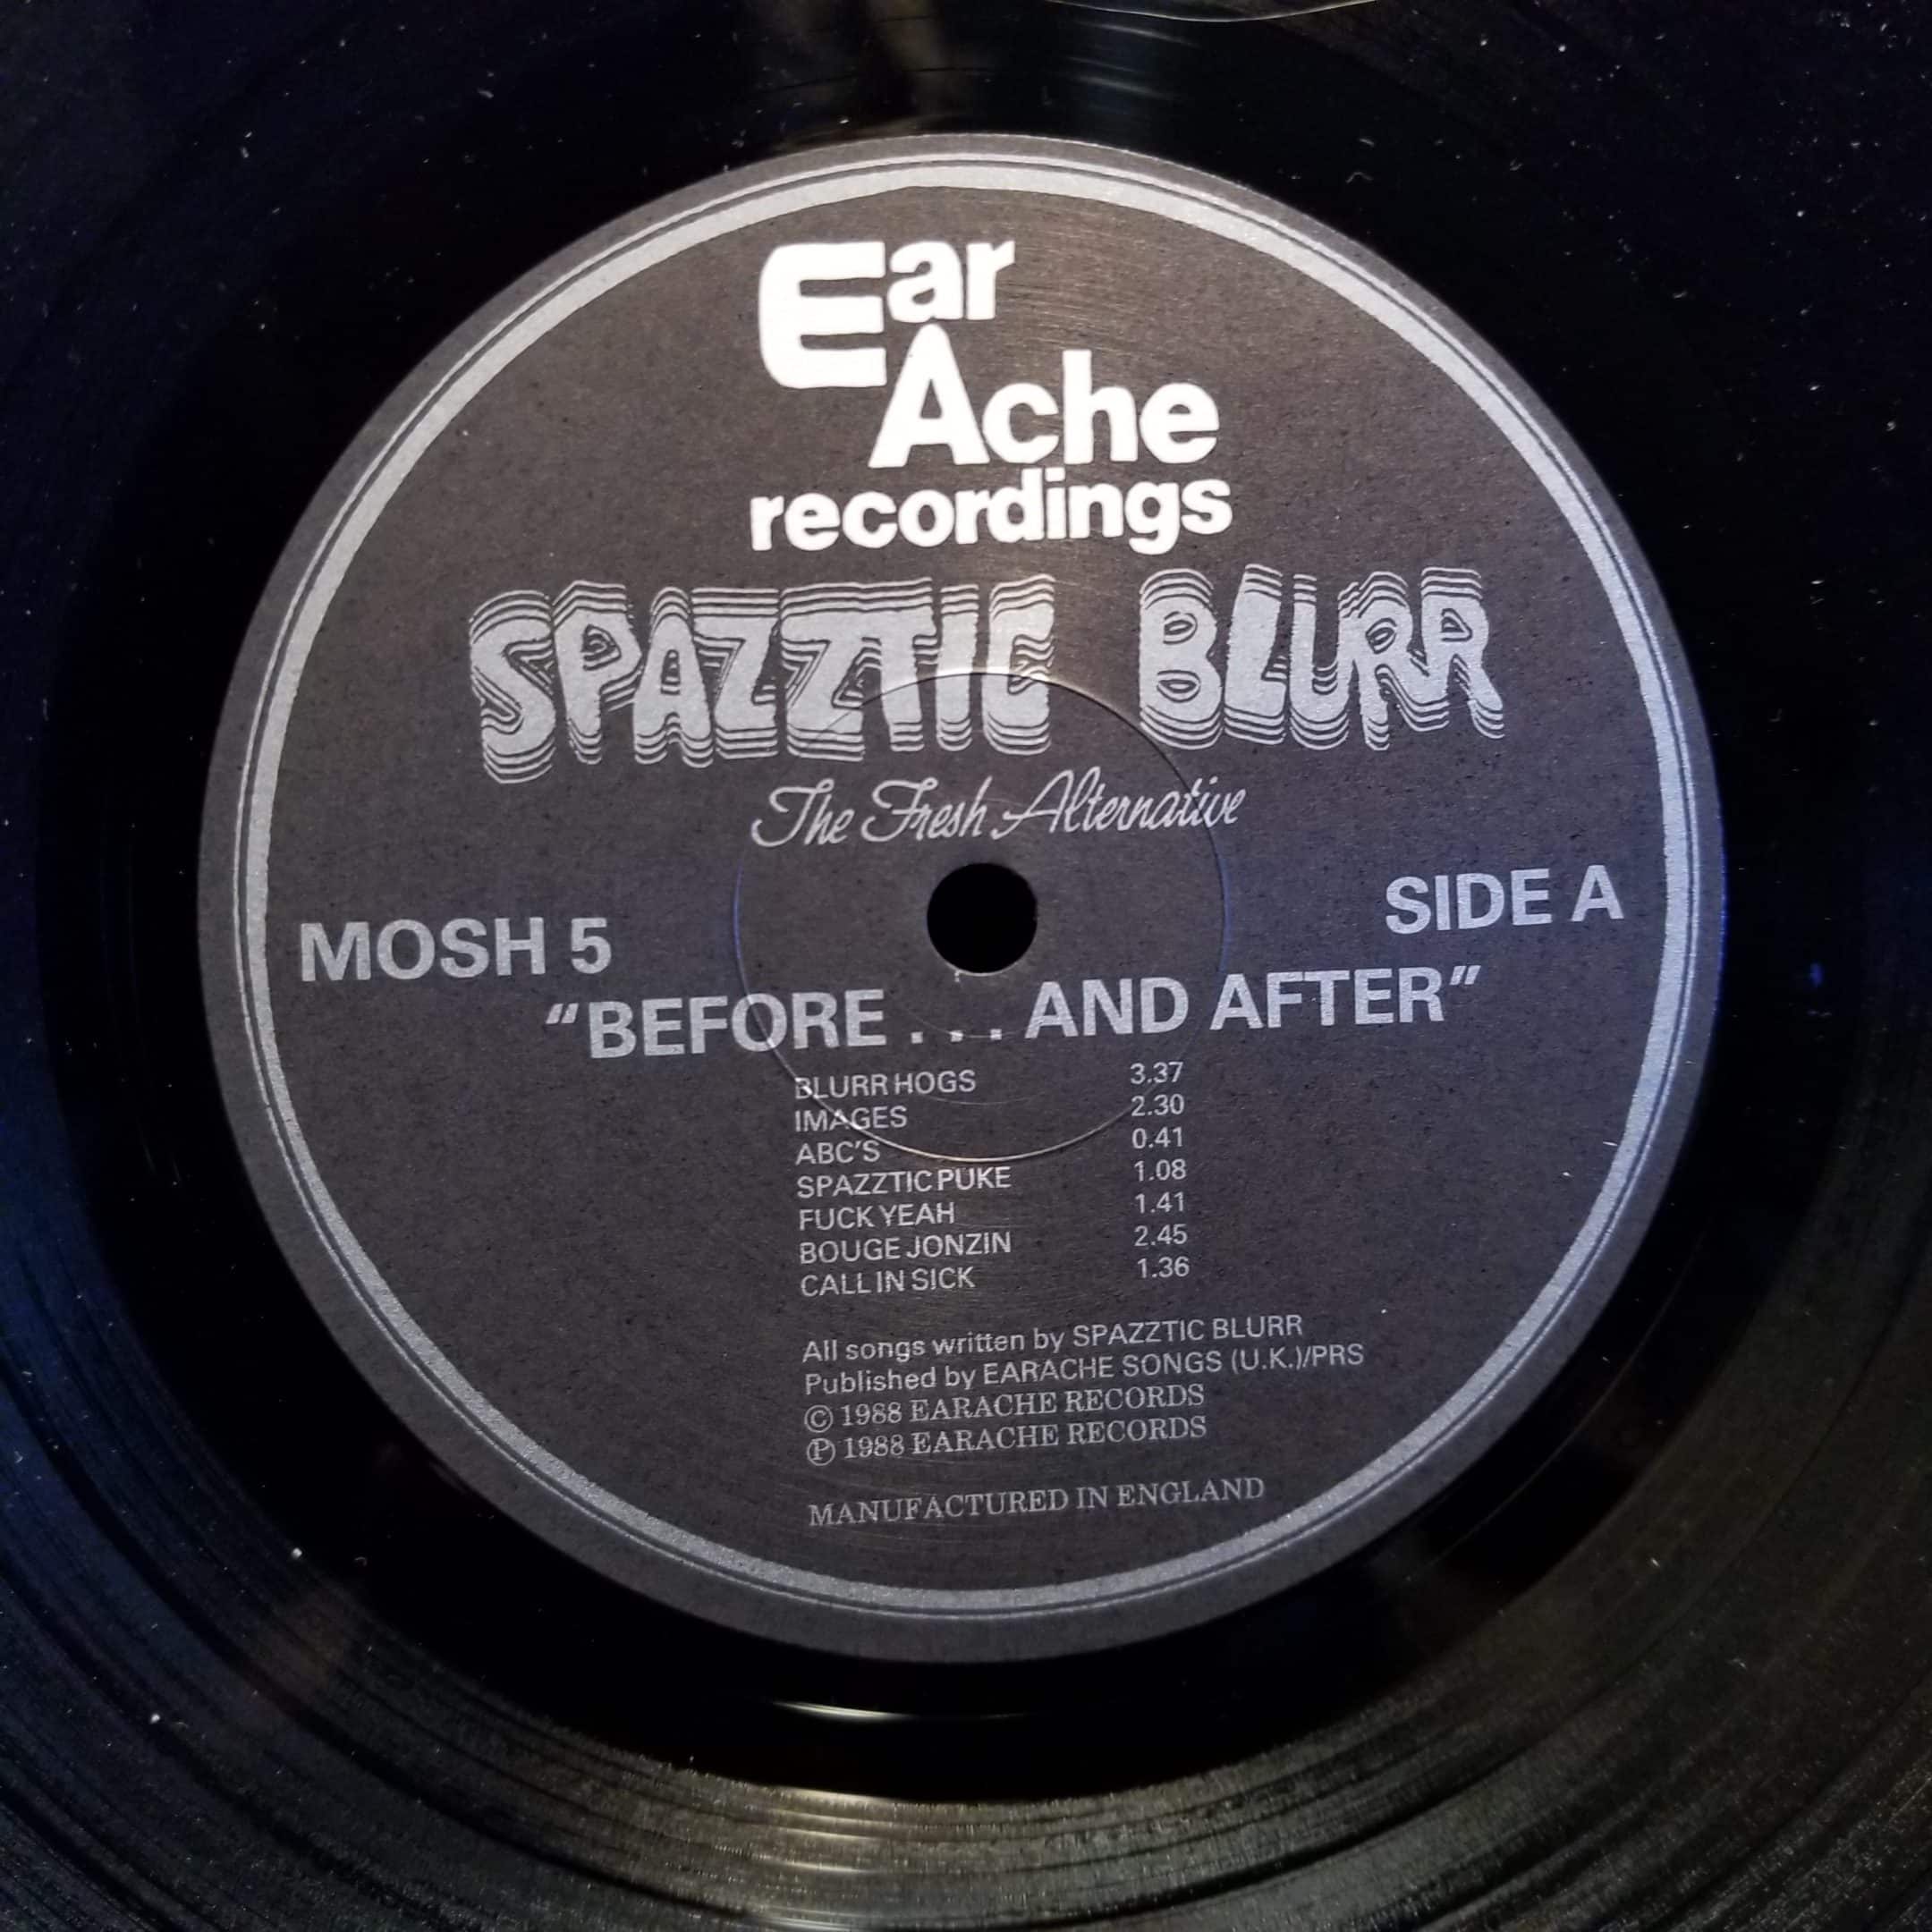 Ear
Ache
recordings
SPAZZTIC BLURR
The Fresh Alternative
MOSH 5 SIDE A
“BEFORE . . . AND AFTER”
BLURR HOGS 3.37
IMAGES 2.30
ABC'S 0.41
SPAZZTIC PUKE 1.08
FUCK YEAH 1.41
BOUGE JONZIN 2.45
CALL IN SICK 1.36
All songs written by SPAZZTIC BLURR
Published by EARACHE SONGS (U.K.)/PRS
© 1988 EARACHE RECORDS
℗ 1988 EARACHE RECORDS
MANUFACTURED IN ENGLAND